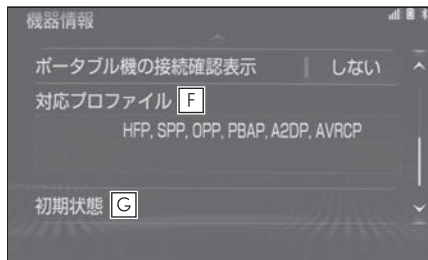 機器情報
ポータブル機の接続確認表示 しない
対応プロファイル F
HFP, SPP, OPP, PBAP, A2DP, AVRCP
初期状態 G